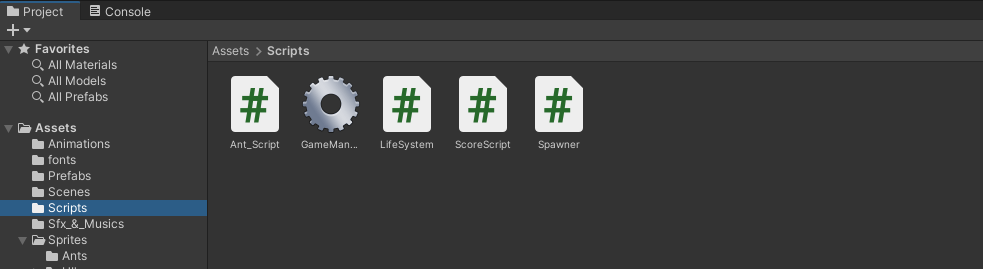 Project
Console
Favorites
All Materials
All Models
All Prefabs
Assets
Animations
fonts
Prefabs
Scenes
Scripts
Sfx_&_Musics
Sprites
Ants
Assets > Scripts
Ant_Script
GameMan...
LifeSystem
ScoreScript
Spawner